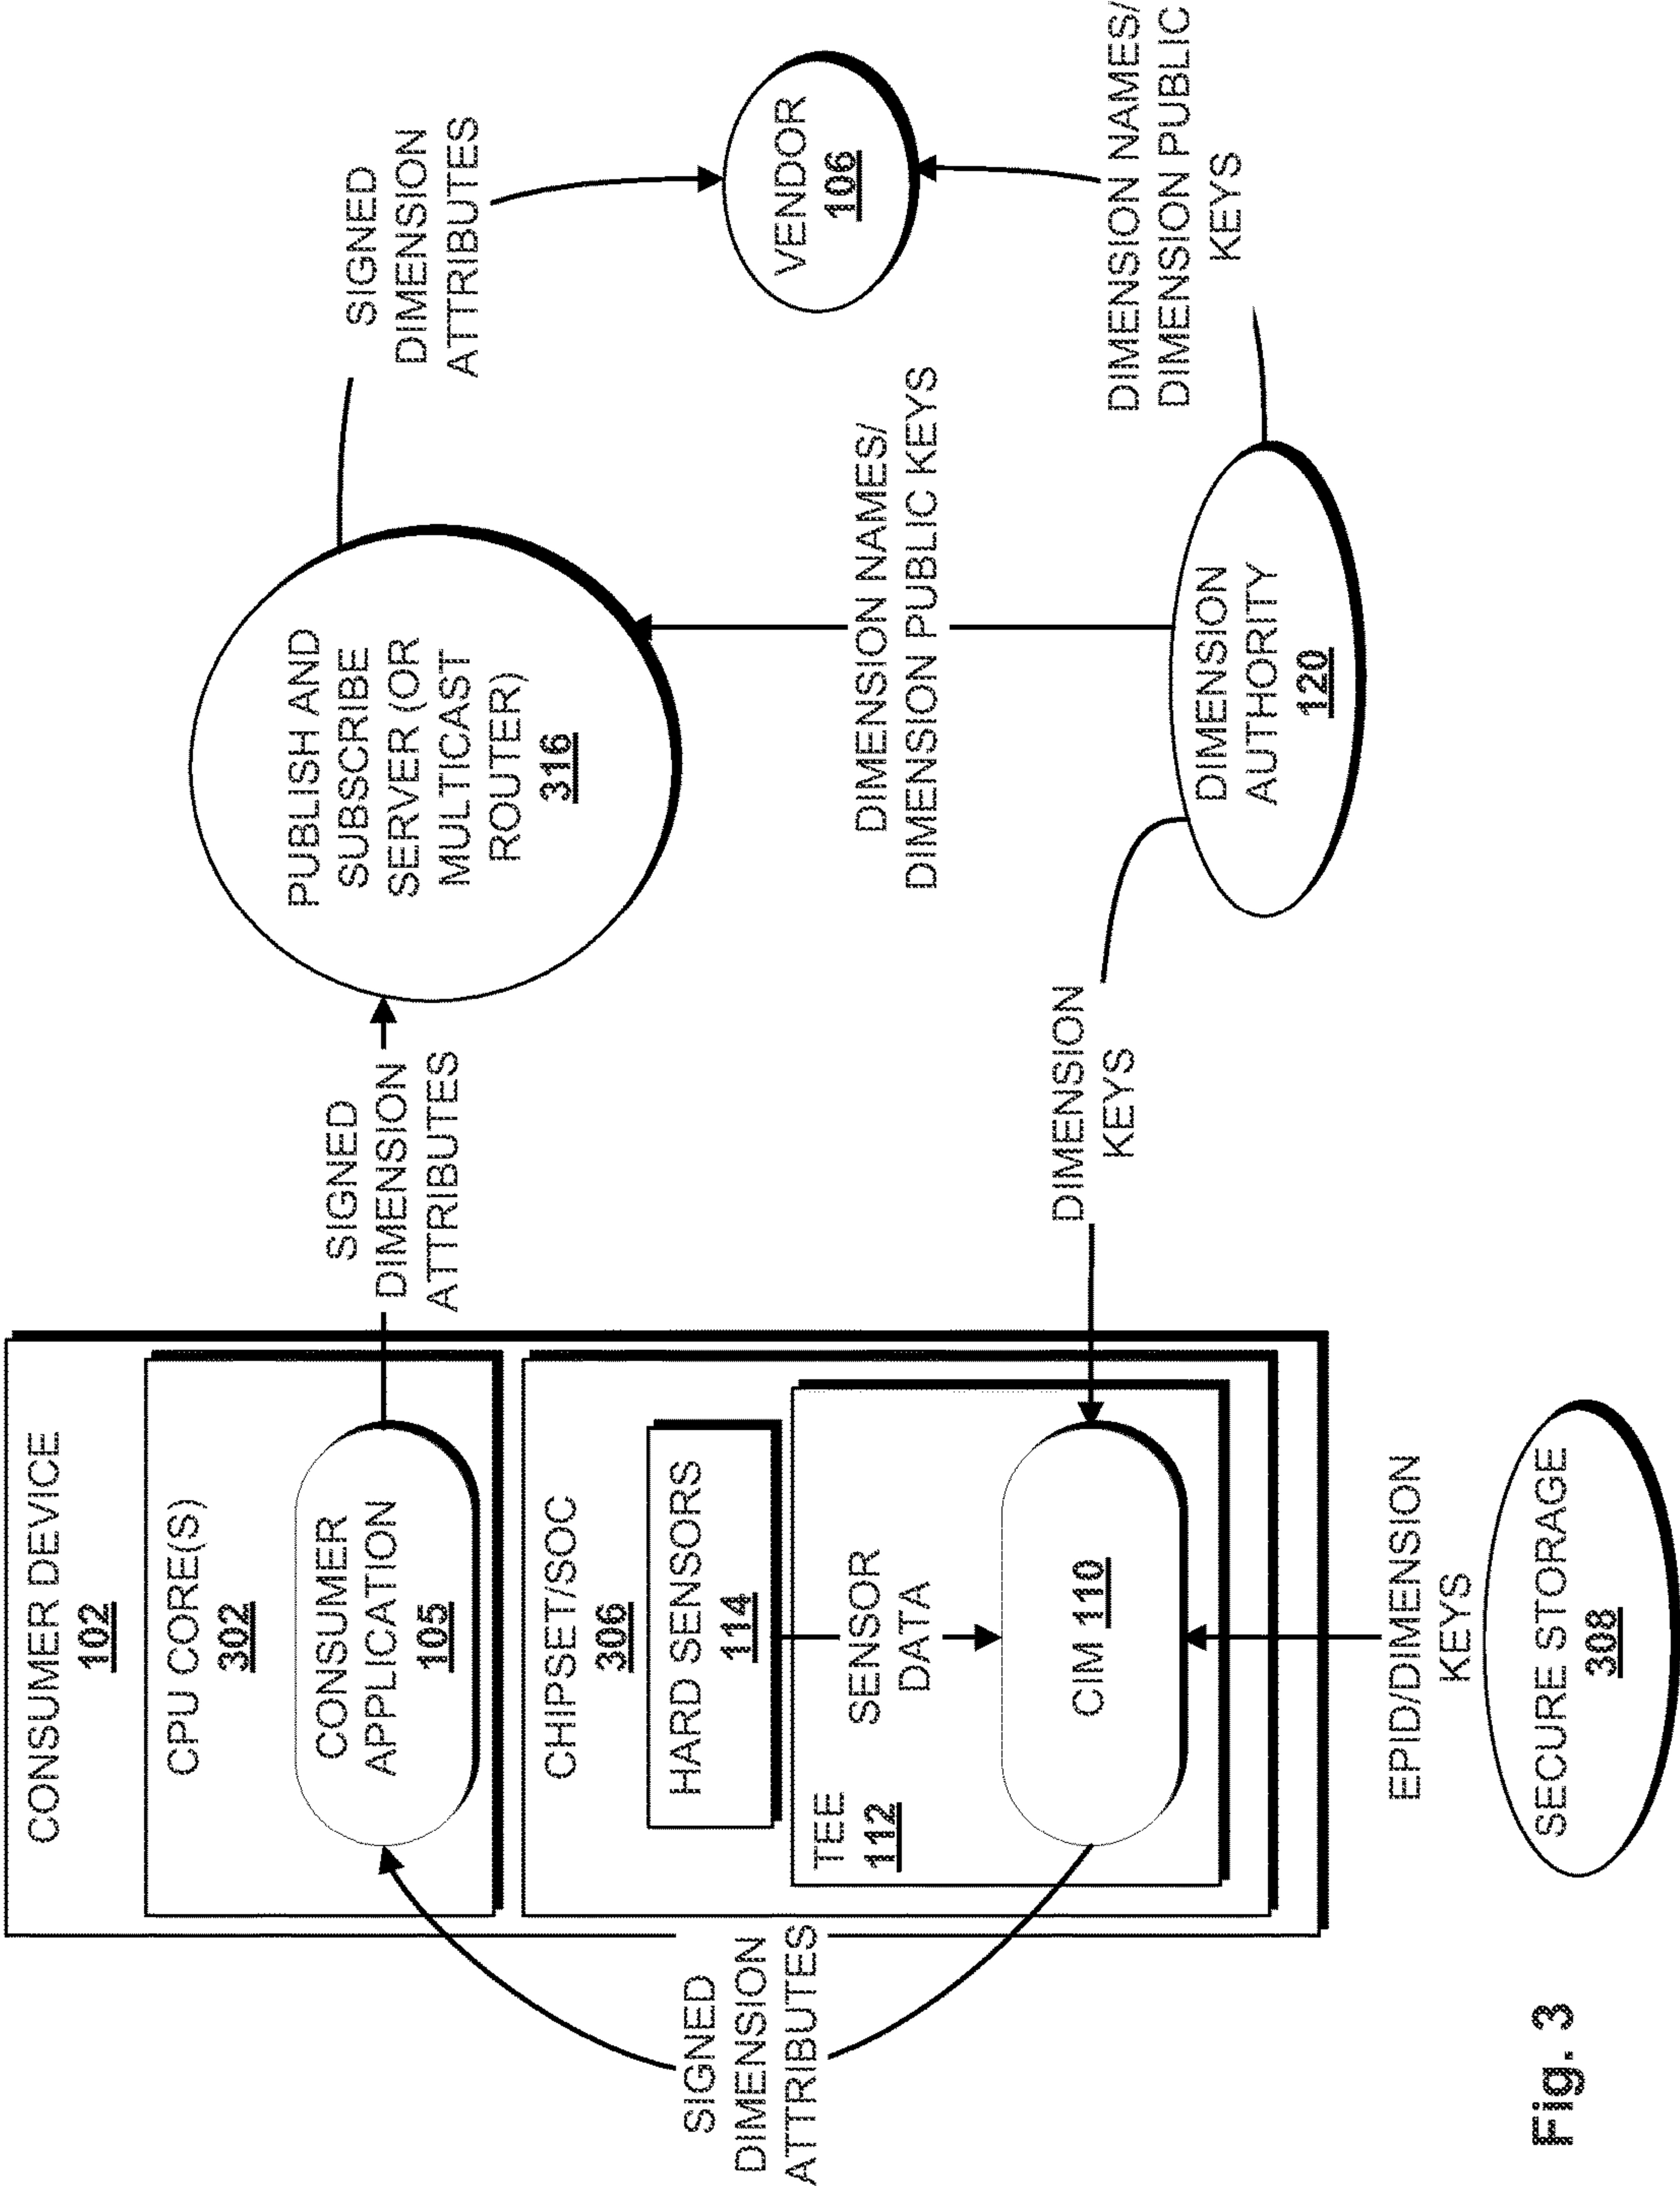 CONSUMER DEVICE
102
CPU CORE(S)
302
CONSUMER
APPLICATION
105
CHIPSET/SOC
306
HARD SENSORS
114
TEE
112
SENSOR
DATA
CIM 110
SIGNED
DIMENSION
ATTRIBUTES
EPID/DIMENSION
KEYS
SECURE STORAGE
308
SIGNED
DIMENSION
ATTRIBUTES
DIMENSION
KEYS
PUBLISH AND
SUBSCRIBE
SERVER (OR
MULTICAST
ROUTER)
316
DIMENSION NAMES/
DIMENSION PUBLIC KEYS
DIMENSION
AUTHORITY
120
SIGNED
DIMENSION
ATTRIBUTES
VENDOR
106
DIMENSION NAMES/
DIMENSION PUBLIC
KEYS
Fig. 3